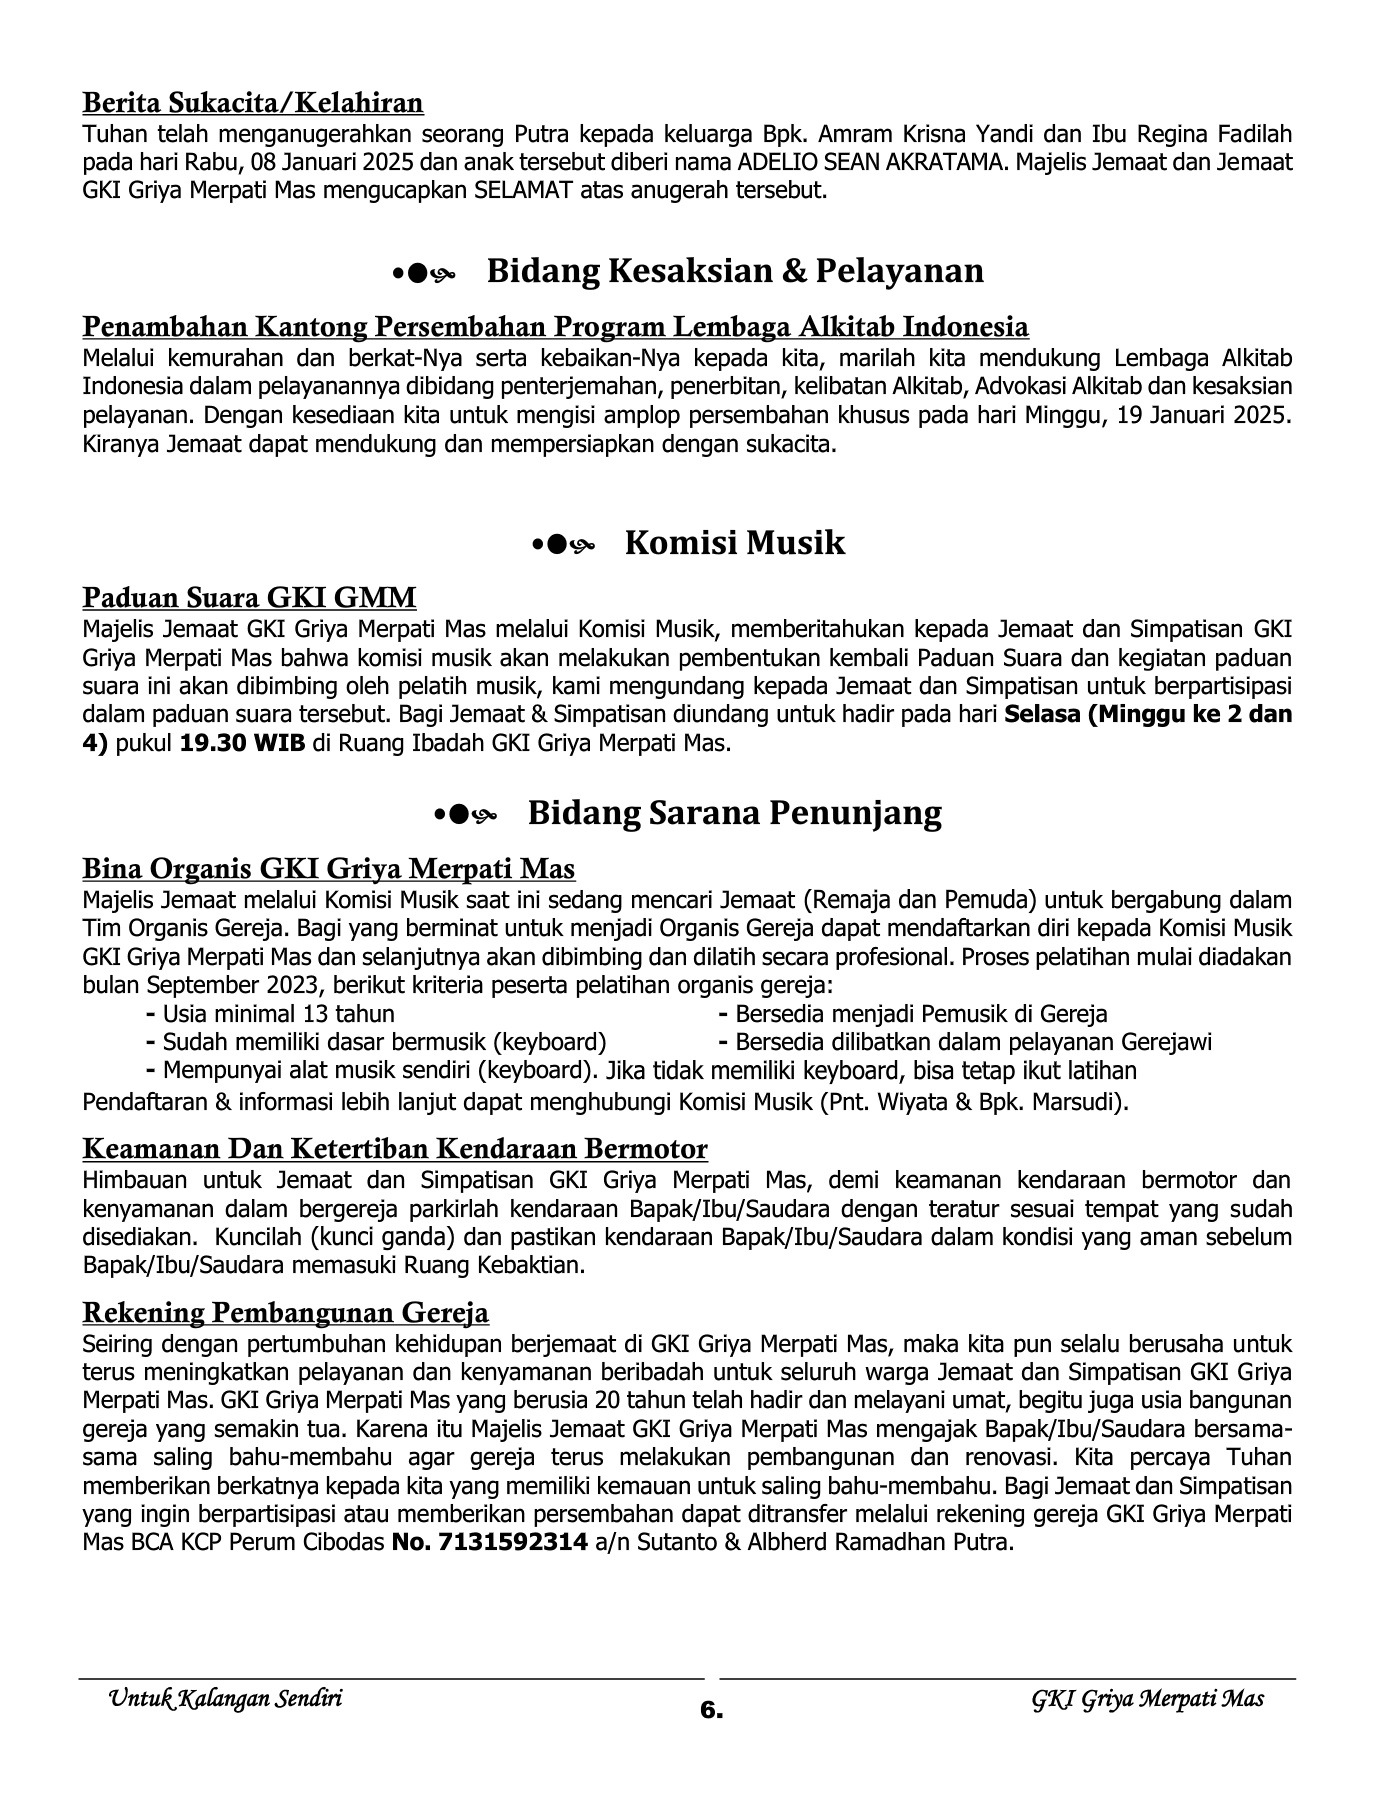 Berita Sukacita/Kelahiran
Tuhan telah menganugerahkan seorang Putra kepada keluarga Bpk. Amram Krisna Yandi dan Ibu Regina Fadilah
pada hari Rabu, 08 Januari 2025 dan anak tersebut diberi nama ADELIO SEAN AKRATAMA. Majelis Jemaat dan Jemaat
GKI Griya Merpati Mas mengucapkan SELAMAT atas anugerah tersebut.
Bidang Kesaksian & Pelayanan
Penambahan Kantong Persembahan Program Lembaga Alkitab Indonesia
Melalui kemurahan dan berkat-Nya serta kebaikan-Nya kepada kita, marilah kita mendukung Lembaga Alkitab
Indonesia dalam pelayanannya dibidang penterjemahan, penerbitan, kelibatan Alkitab, Advokasi Alkitab dan kesaksian
pelayanan. Dengan kesediaan kita untuk mengisi amplop persembahan khusus pada hari Minggu, 19 Januari 2025.
Kiranya Jemaat dapat mendukung dan mempersiapkan dengan sukacita.
Komisi Musik
Paduan Suara GKI GMM
Majelis Jemaat GKI Griya Merpati Mas melalui Komisi Musik, memberitahukan kepada Jemaat dan Simpatisan GKI
Griya Merpati Mas bahwa komisi musik akan melakukan pembentukan kembali Paduan Suara dan kegiatan paduan
suara ini akan dibimbing oleh pelatih musik, kami mengundang kepada Jemaat dan Simpatisan untuk berpartisipasi
dalam paduan suara tersebut. Bagi Jemaat & Simpatisan diundang untuk hadir pada hari Selasa (Minggu ke 2 dan
4) pukul 19.30 WIB di Ruang Ibadah GKI Griya Merpati Mas.
Bidang Sarana Penunjang
Bina Organis GKI Griya Merpati Mas
Majelis Jemaat melalui Komisi Musik saat ini sedang mencari Jemaat (Remaja dan Pemuda) untuk bergabung dalam
Tim Organis Gereja. Bagi yang berminat untuk menjadi Organis Gereja dapat mendaftarkan diri kepada Komisi Musik
GKI Griya Merpati Mas dan selanjutnya akan dibimbing dan dilatih secara profesional. Proses pelatihan mulai diadakan
bulan September 2023, berikut kriteria peserta pelatihan organis gereja:
- Usia minimal 13 tahun - Bersedia menjadi Pemusik di Gereja
- Sudah memiliki dasar bermusik (keyboard) - Bersedia dilibatkan dalam pelayanan Gerejawi
- Mempunyai alat musik sendiri (keyboard). Jika tidak memiliki keyboard, bisa tetap ikut latihan
Pendaftaran & informasi lebih lanjut dapat menghubungi Komisi Musik (Pnt. Wiyata & Bpk. Marsudi).
Keamanan Dan Ketertiban Kendaraan Bermotor
Himbauan untuk Jemaat dan Simpatisan GKI Griya Merpati Mas, demi keamanan kendaraan bermotor dan
kenyamanan dalam bergereja parkirlah kendaraan Bapak/Ibu/Saudara dengan teratur sesuai tempat yang sudah
disediakan. Kuncilah (kunci ganda) dan pastikan kendaraan Bapak/Ibu/Saudara dalam kondisi yang aman sebelum
Bapak/Ibu/Saudara memasuki Ruang Kebaktian.
Rekening Pembangunan Gereja
Seiring dengan pertumbuhan kehidupan berjemaat di GKI Griya Merpati Mas, maka kita pun selalu berusaha untuk
terus meningkatkan pelayanan dan kenyamanan beribadah untuk seluruh warga Jemaat dan Simpatisan GKI Griya
Merpati Mas. GKI Griya Merpati Mas yang berusia 20 tahun telah hadir dan melayani umat, begitu juga usia bangunan
gereja yang semakin tua. Karena itu Majelis Jemaat GKI Griya Merpati Mas mengajak Bapak/Ibu/Saudara bersama-
sama saling bahu-membahu agar gereja terus melakukan pembangunan dan renovasi. Kita percaya Tuhan
memberikan berkatnya kepada kita yang memiliki kemauan untuk saling bahu-membahu. Bagi Jemaat dan Simpatisan
yang ingin berpartisipasi atau memberikan persembahan dapat ditransfer melalui rekening gereja GKI Griya Merpati
Mas BCA KCP Perum Cibodas No. 7131592314 a/n Sutanto & Albherd Ramadhan Putra.
Untuk Kalangan Sendiri
6.
GKI Griya Merpati Mas